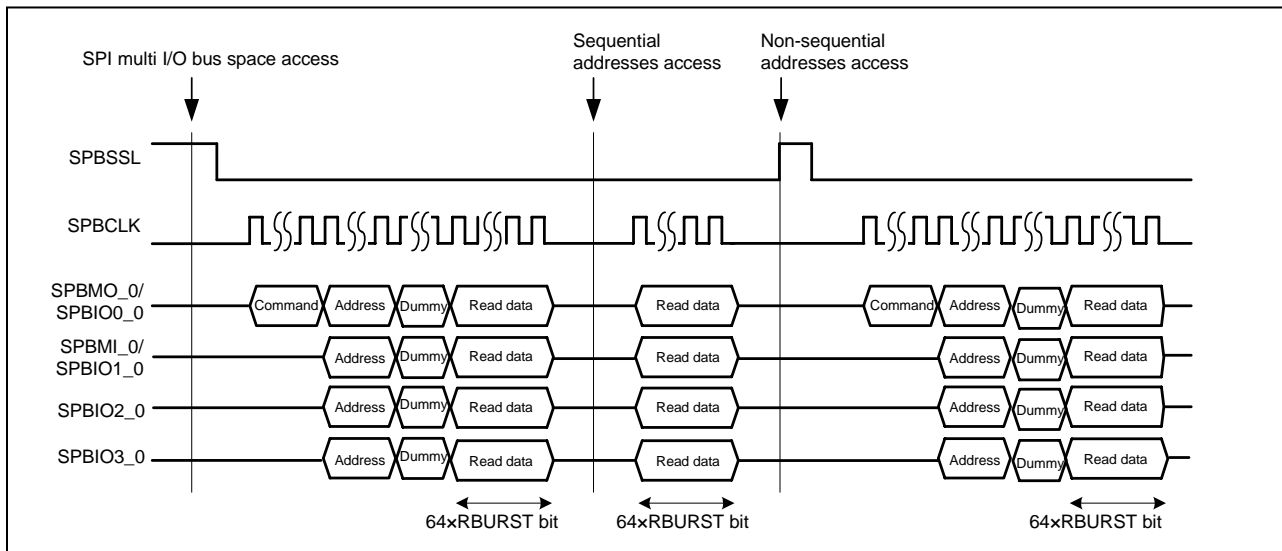 SPI multi I/O bus space access
Sequential
addresses access
Non-sequential
addresses access
SPBSSL
SPBCLK
SPBMO_0/
SPBIO0_0
Command Address Dummy Read data Read data Command Address Dummy Read data
SPBMI_0/
SPBIO1_0
Address Dummy Read data Read data Address Dummy Read data
SPBIO2_0
Address Dummy Read data Read data Address Dummy Read data
SPBIO3_0
Address Dummy Read data Read data Address Dummy Read data
64×RBURST bit 64×RBURST bit 64×RBURST bit